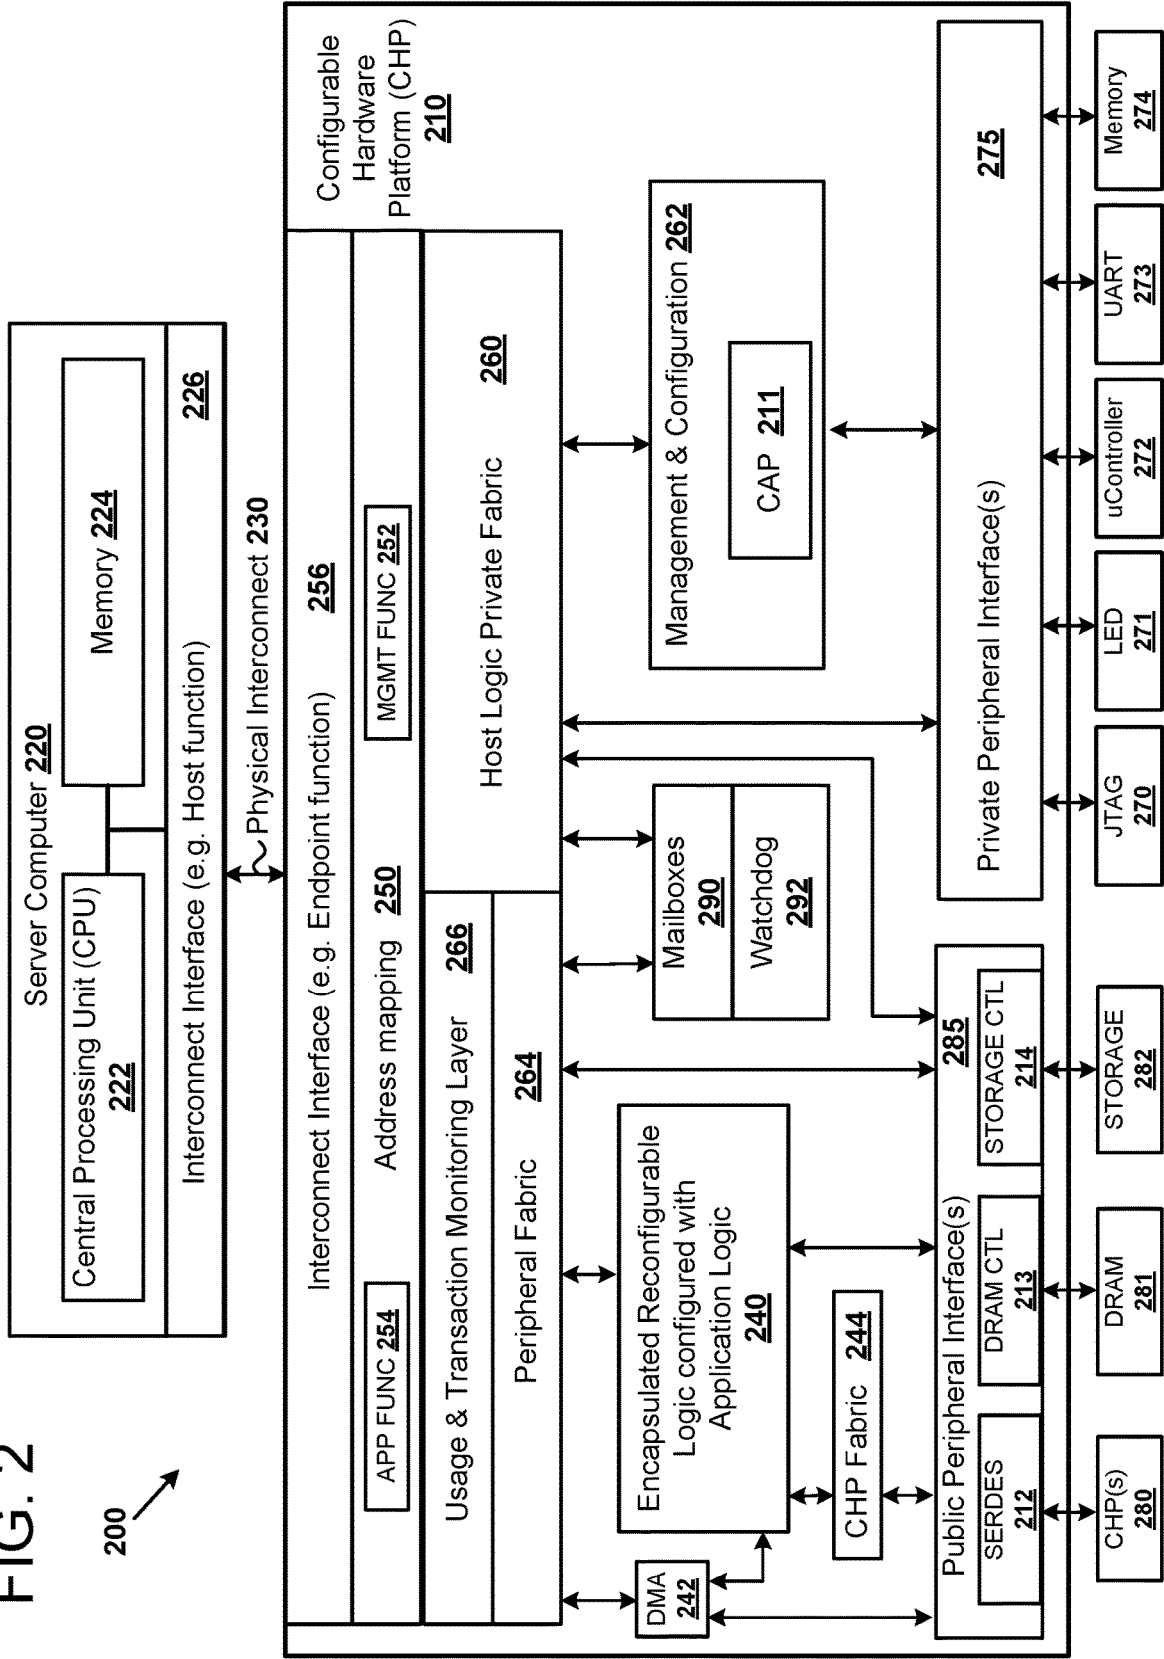 FIG. 2
200
Server Computer 220
Central Processing Unit (CPU)
222
Memory 224
Interconnect Interface (e.g. Host function)
226
Physical Interconnect 230
Configurable
Hardware
Platform (CHP)
210
Interconnect Interface (e.g. Endpoint function)
256
APP FUNC 254
Address mapping
250
MGMT FUNC 252
Usage & Transaction Monitoring Layer
266
Peripheral Fabric
264
Host Logic Private Fabric
260
DMA
242
Encapsulated Reconfigurable
Logic configured with
Application Logic
240
CHP Fabric 244
Mailboxes
290
Watchdog
292
Management & Configuration 262
CAP 211
Public Peripheral Interface(s)
285
SERDES
212
DRAM CTL
213
STORAGE CTL
214
Private Peripheral Interface(s)
275
CHP(s)
280
DRAM
281
STORAGE
282
JTAG
270
LED
271
uController
272
UART
273
Memory
274